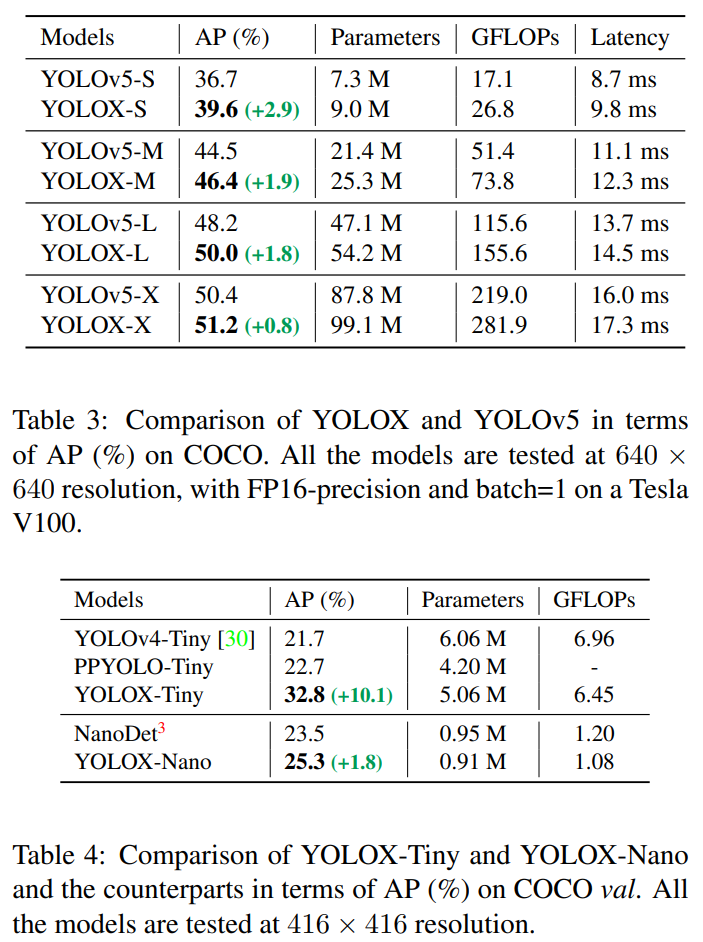 Models AP (%) Parameters GFLOPs Latency
YOLOv5-S 36.7 7.3 M 17.1 8.7 ms
YOLOX-S 39.6 (+2.9) 9.0 M 26.8 9.8 ms
YOLOv5-M 44.5 21.4 M 51.4 11.1 ms
YOLOX-M 46.4 (+1.9) 25.3 M 73.8 12.3 ms
YOLOv5-L 48.2 47.1 M 115.6 13.7 ms
YOLOX-L 50.0 (+1.8) 54.2 M 155.6 14.5 ms
YOLOv5-X 50.4 87.8 M 219.0 16.0 ms
YOLOX-X 51.2 (+0.8) 99.1 M 281.9 17.3 ms
Table 3: Comparison of YOLOX and YOLOv5 in terms
of AP (%) on COCO. All the models are tested at 640 ×
640 resolution, with FP16-precision and batch=1 on a Tesla
V100.
Models AP (%) Parameters GFLOPs
YOLOv4-Tiny [30] 21.7 6.06 M 6.96
PPYOLO-Tiny 22.7 4.20 M -
YOLOX-Tiny 32.8 (+10.1) 5.06 M 6.45
NanoDet³ 23.5 0.95 M 1.20
YOLOX-Nano 25.3 (+1.8) 0.91 M 1.08
Table 4: Comparison of YOLOX-Tiny and YOLOX-Nano
and the counterparts in terms of AP (%) on COCO val. All
the models are tested at 416 × 416 resolution.